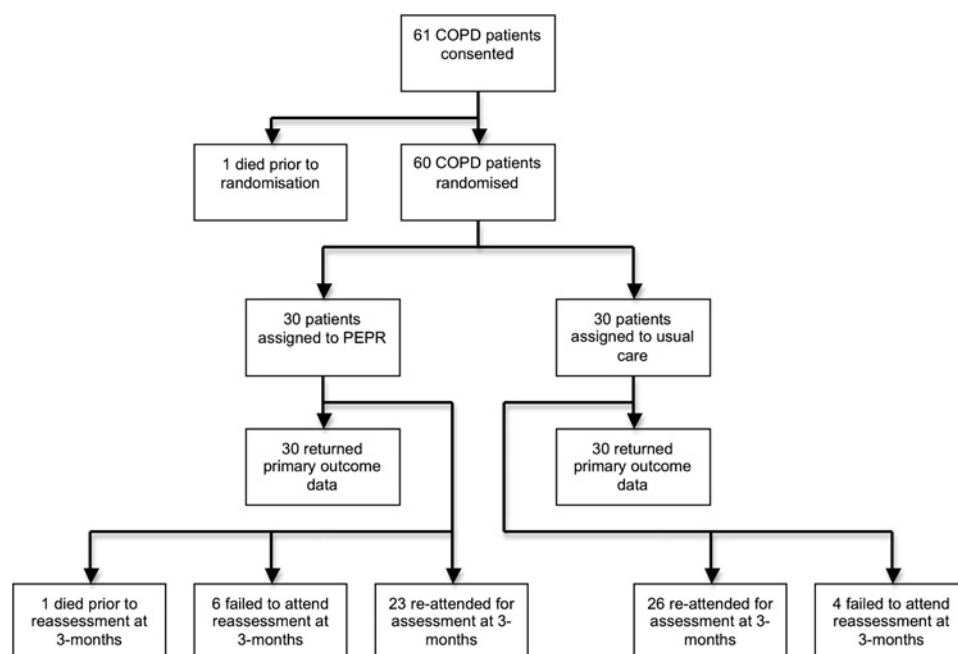 61 COPD patients
consented
1 died prior to
randomisation
60 COPD patients
randomised
30 patients
assigned to PEPR
30 patients
assigned to usual
care
30 returned
primary outcome
data
30 returned
primary outcome
data
1 died prior to
reassessment at
3-months
6 failed to attend
reassessment at
3-months
23 re-attended for
assessment at 3-
months
26 re-attended for
assessment at 3-
months
4 failed to attend
reassessment at
3-months